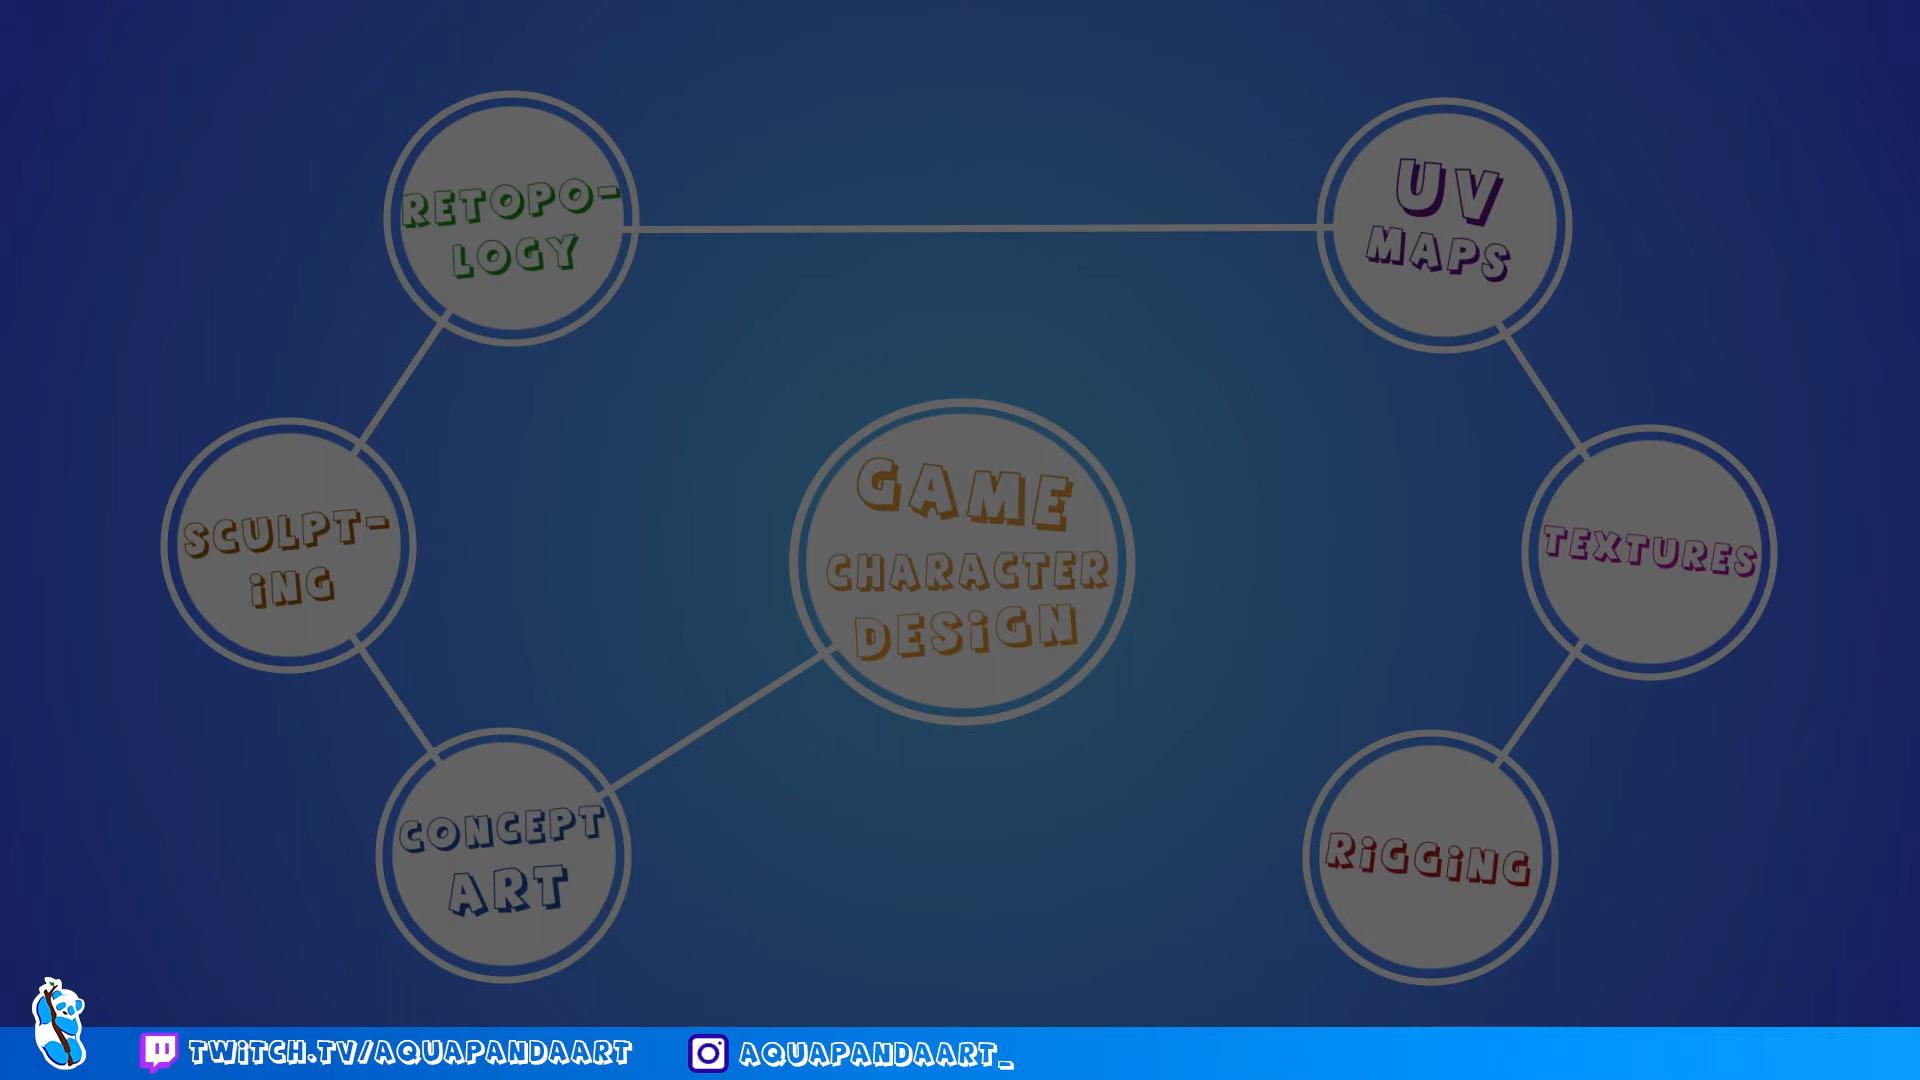 RETOPO-
LOGY
UV
MAPS
SCULPT-
iNG
GAME
CHARACTER
DESiGN
TEXTURES
CONCEPT
ART
RiGGiNG
TWiTCH.TV/AQUAPANDAART
AQUAPANDAART_